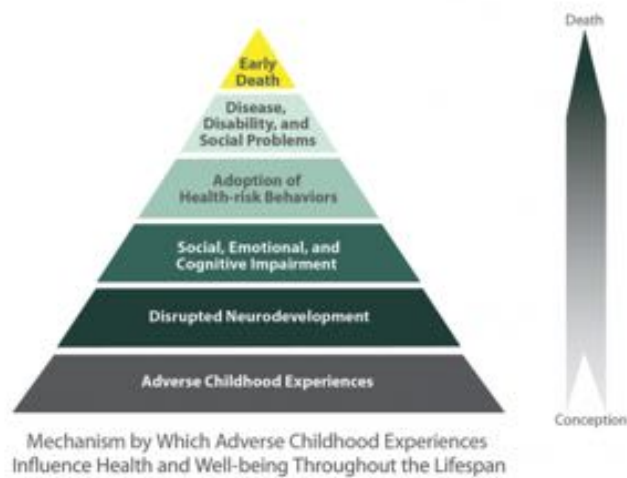 Death
Early
Death
Disease,
Disability, and
Social Problems
Adoption of
Health-risk Behaviors
Social, Emotional, and
Cognitive Impairment
Disrupted Neurodevelopment
Adverse Childhood Experiences
Conception
Mechanism by Which Adverse Childhood Experiences
Influence Health and Well-being Throughout the Lifespan